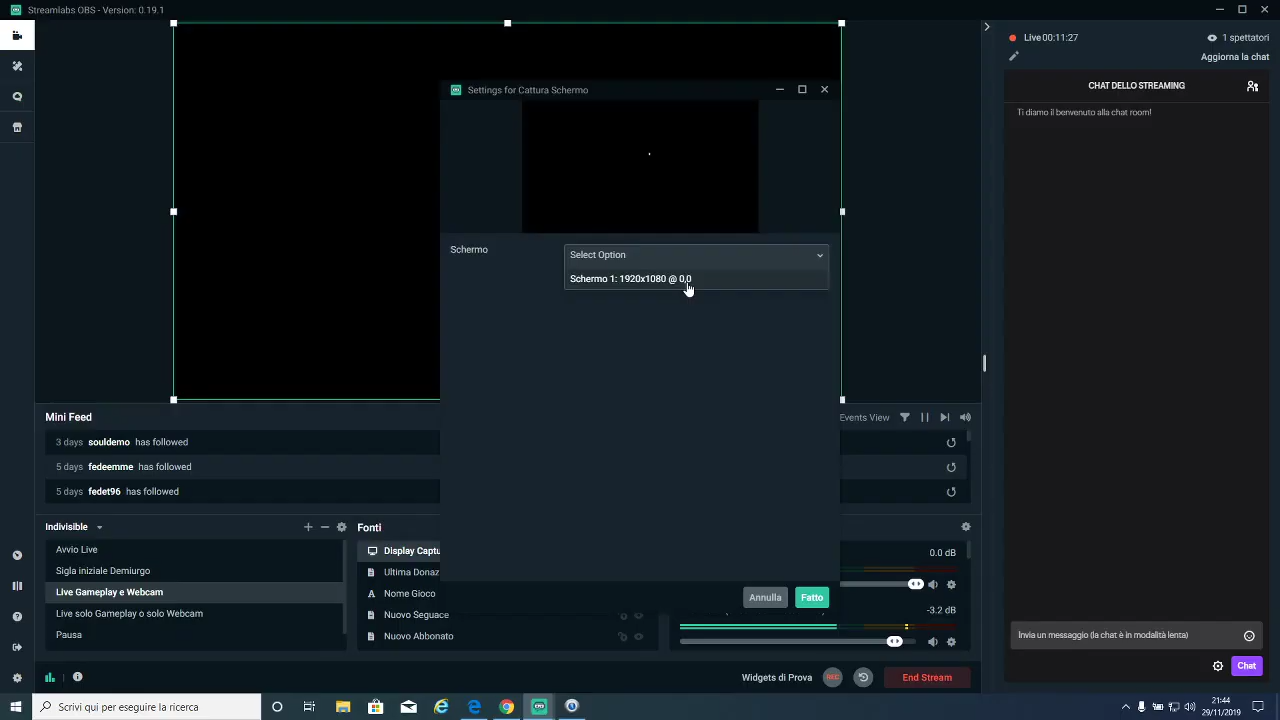 Streamlabs OBS - Version: 0.19.1
Live 00:11:27
1 spettatori
Aggiorna la chat
CHAT DELLO STREAMING
Ti diamo il benvenuto alla chat room!
Settings for Cattura Schermo
Schermo
Select Option
Schermo 1: 1920x1080 @ 0,0
Annulla
Fatto
Mini Feed
Events View
3 days souldemo has followed
5 days fedeemme has followed
5 days fedet96 has followed
Indivisible
Avvio Live
Sigla iniziale Demiurgo
Live Gameplay e Webcam
Live solo Gameplay o solo Webcam
Pausa
Fonti
Display Captu
Ultima Donaz
Nome Gioco
Nuovo Seguace
Nuovo Abbonato
0.0 dB
-3.2 dB
Invia un messaggio (la chat è in modalità lenta)
Chat
Widgets di Prova
REC
End Stream
Scrivi qui per eseguire la ricerca
21:44
29/11/2019